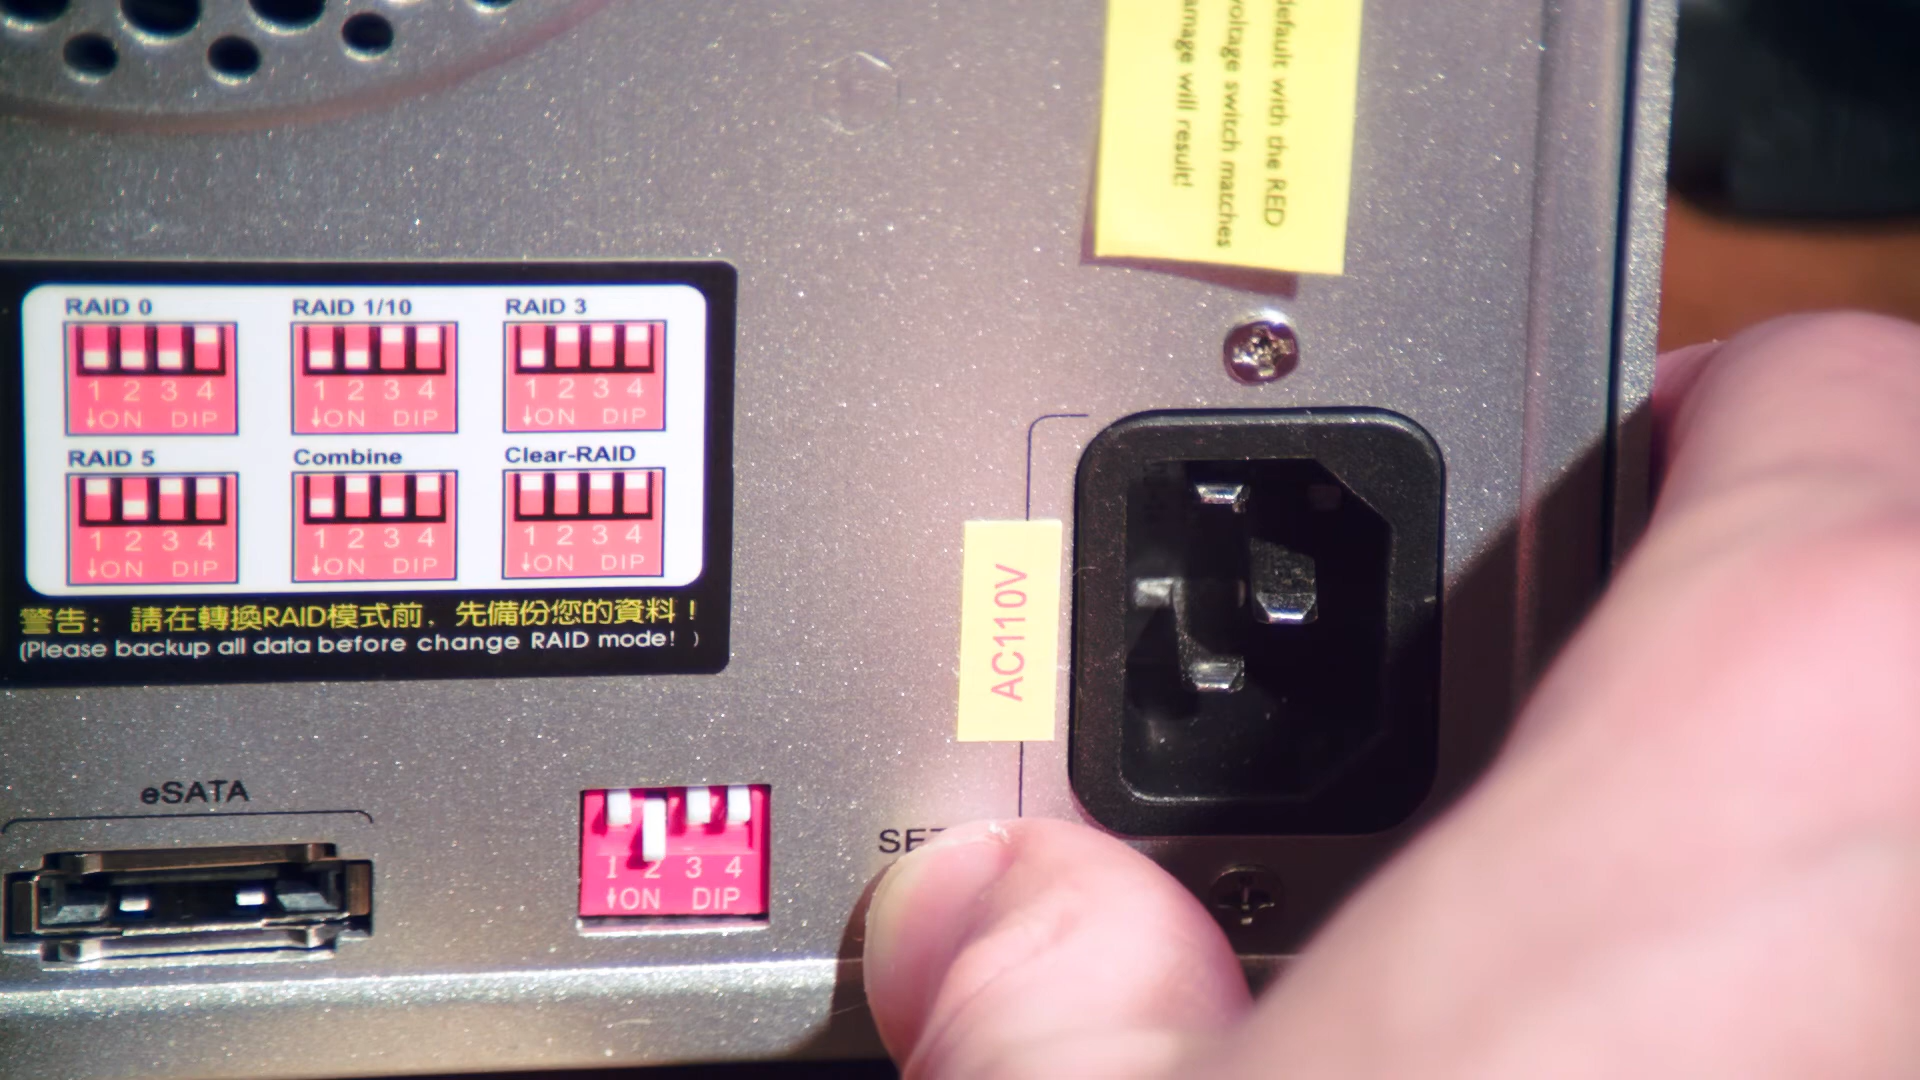 default with the RED
voltage switch matches
will result!
RAID 0
1 2 3 4
↓ON DIP
RAID 1/10
1 2 3 4
↓ON DIP
RAID 3
1 2 3 4
↓ON DIP
RAID 5
1 2 3 4
↓ON DIP
Combine
1 2 3 4
↓ON DIP
Clear-RAID
1 2 3 4
↓ON DIP
警告： 請在轉換RAID模式前，先備份您的資料！
(Please backup all data before change RAID mode! )
AC110V
eSATA
1 2 3 4
↓ON DIP